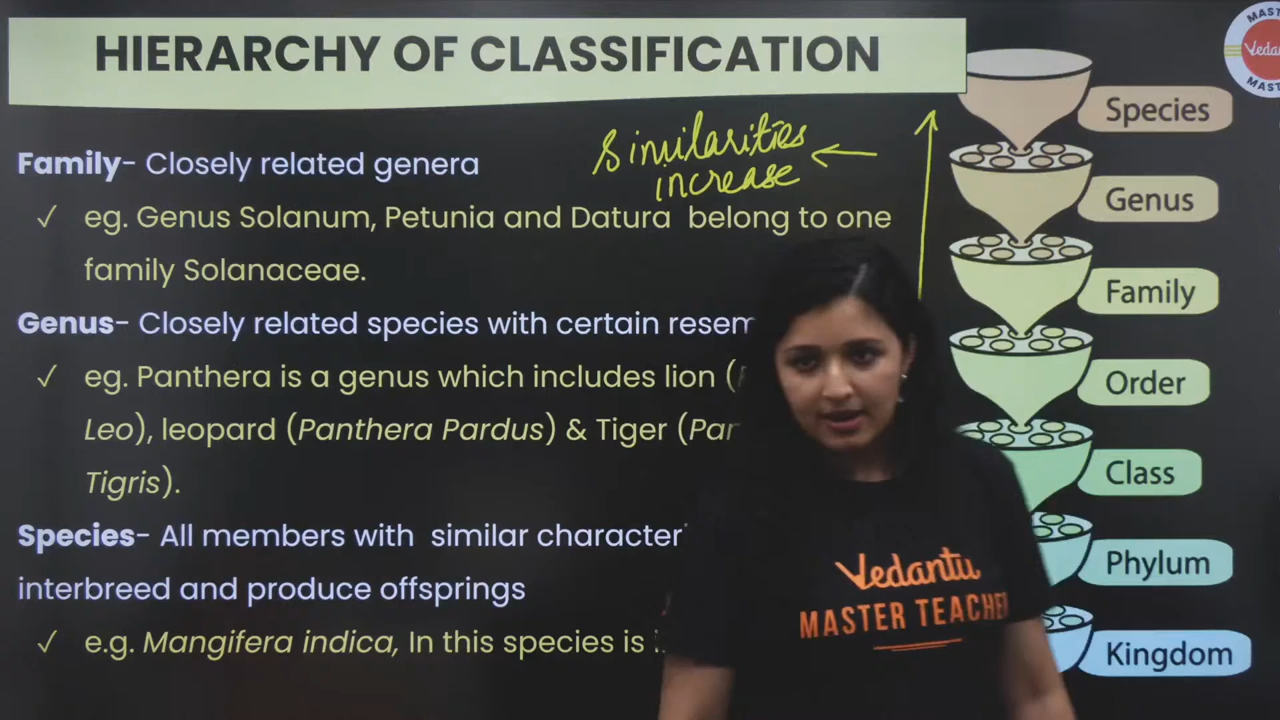 HIERARCHY OF CLASSIFICATION
Family- Closely related genera
✓ eg. Genus Solanum, Petunia and Datura belong to one
family Solanaceae.
Genus- Closely related species with certain
✓ eg. Panthera is a genus which includes lion (
Leo), leopard (Panthera Pardus) & Tiger (
Tigris).
Species- All members with similar
interbreed and produce offsprings
✓ e.g. Mangifera indica, In this species is
Similarities
increase
Species
Genus
Family
Order
Class
Phylum
Kingdom
Vedantu
MASTER TEACHER